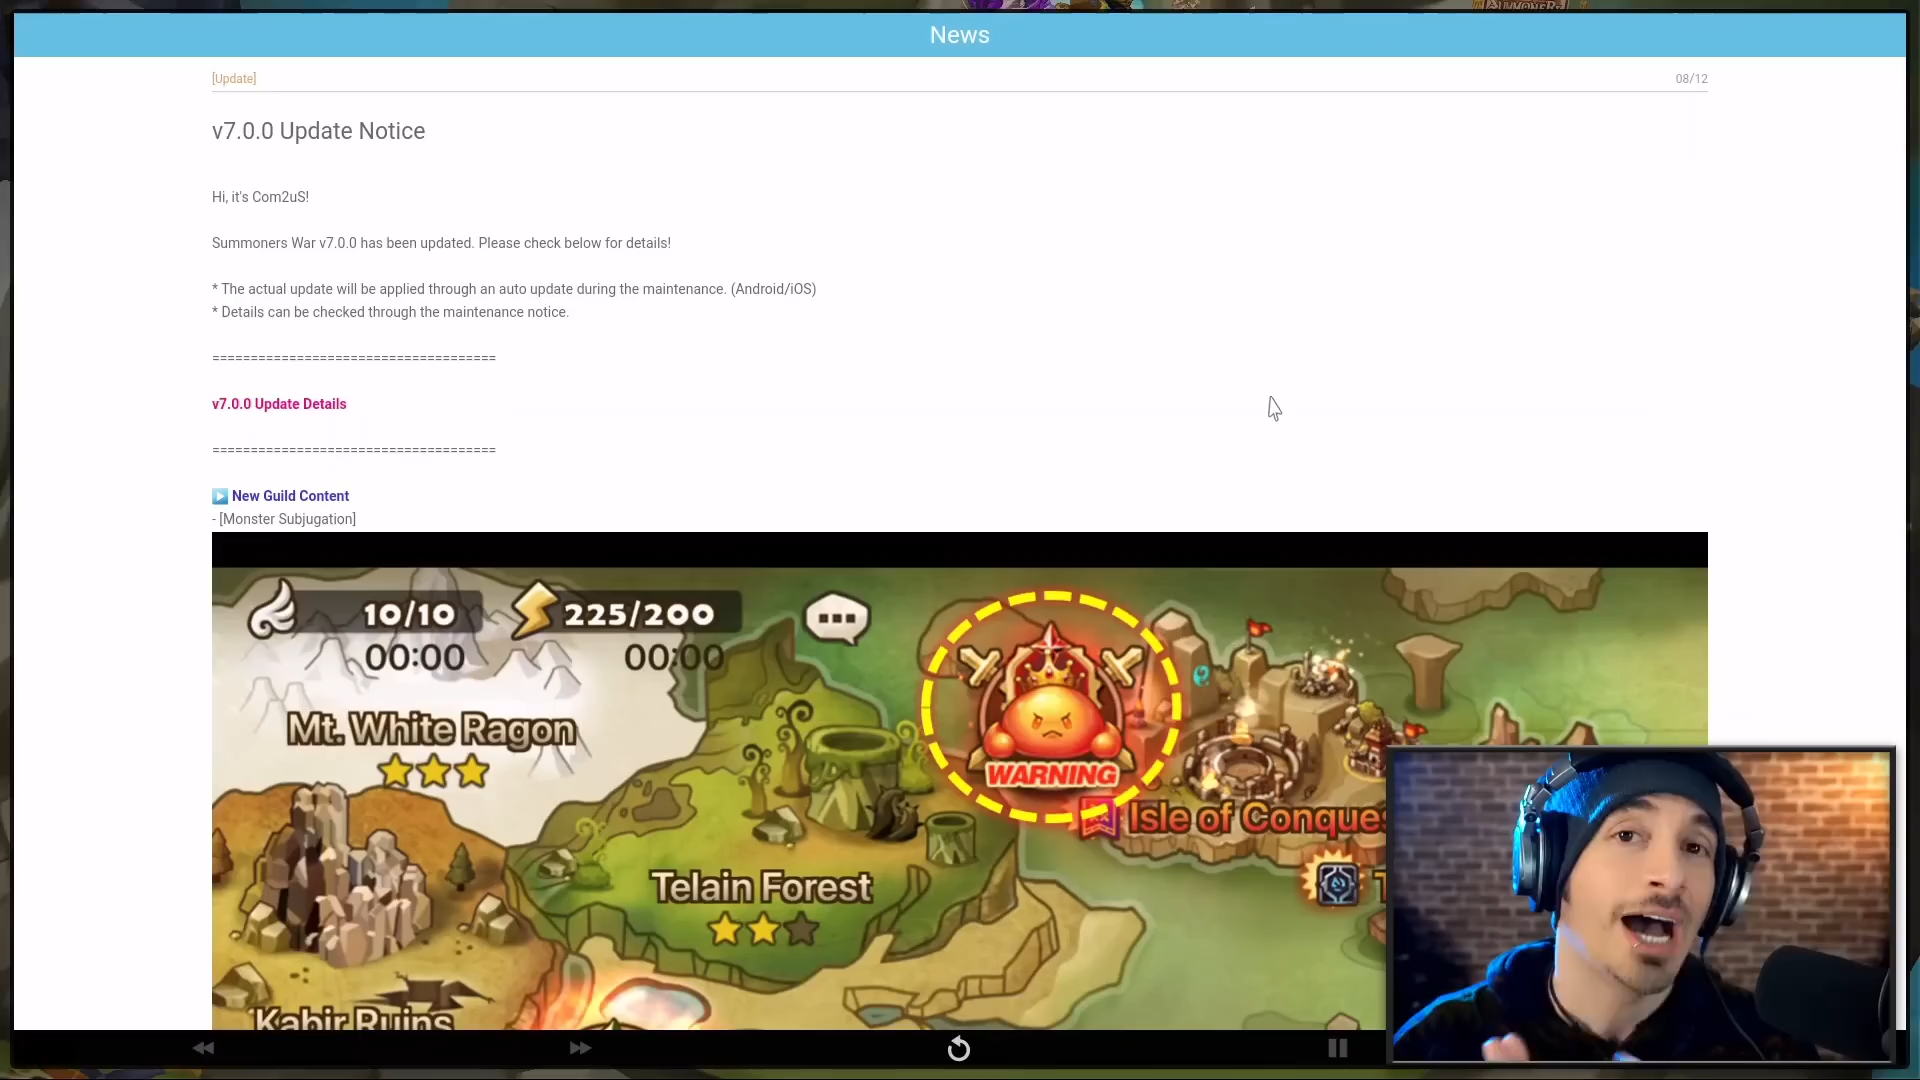 News
[Update]
08/12
v7.0.0 Update Notice
Hi, it's Com2uS!
Summoners War v7.0.0 has been updated. Please check below for details!
* The actual update will be applied through an auto update during the maintenance. (Android/iOS)
* Details can be checked through the maintenance notice.
=====================================
v7.0.0 Update Details
=====================================
New Guild Content
- [Monster Subjugation]
10/10
225/200
00:00
00:00
Mt. White Ragon
WARNING
Isle of Conques
Telain Forest
Kabir Ruins